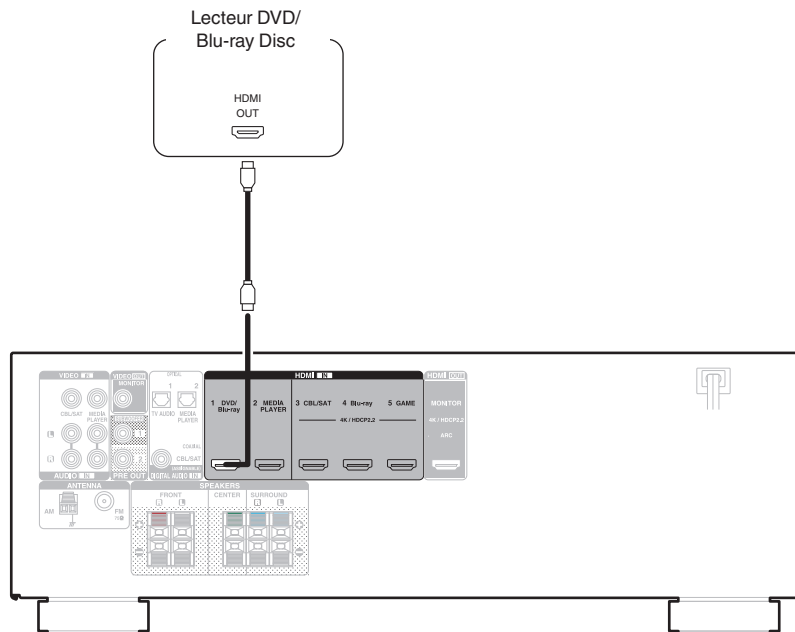 Lecteur DVD/
Blu-ray Disc
HDMI
OUT
VIDEO IN
CBL/SAT
MEDIA
PLAYER
L
R
AUDIO IN
VIDEO OUT
MONITOR
SUBWOOFER
1
2
PRE OUT
OPTICAL
1 2
TV AUDIO
MEDIA
PLAYER
COAXIAL
CBL/SAT
DIGITAL AUDIO IN
HDMI IN
1 DVD/
Blu-ray
2 MEDIA
PLAYER
3 CBL/SAT
4 Blu-ray
5 GAME
4K / HDCP2.2
HDMI OUT
MONITOR
4K / HDCP2.2
ARC
ANTENNA
AM
FM
SPEAKERS
FRONT
R L
CENTER
SURROUND
R L